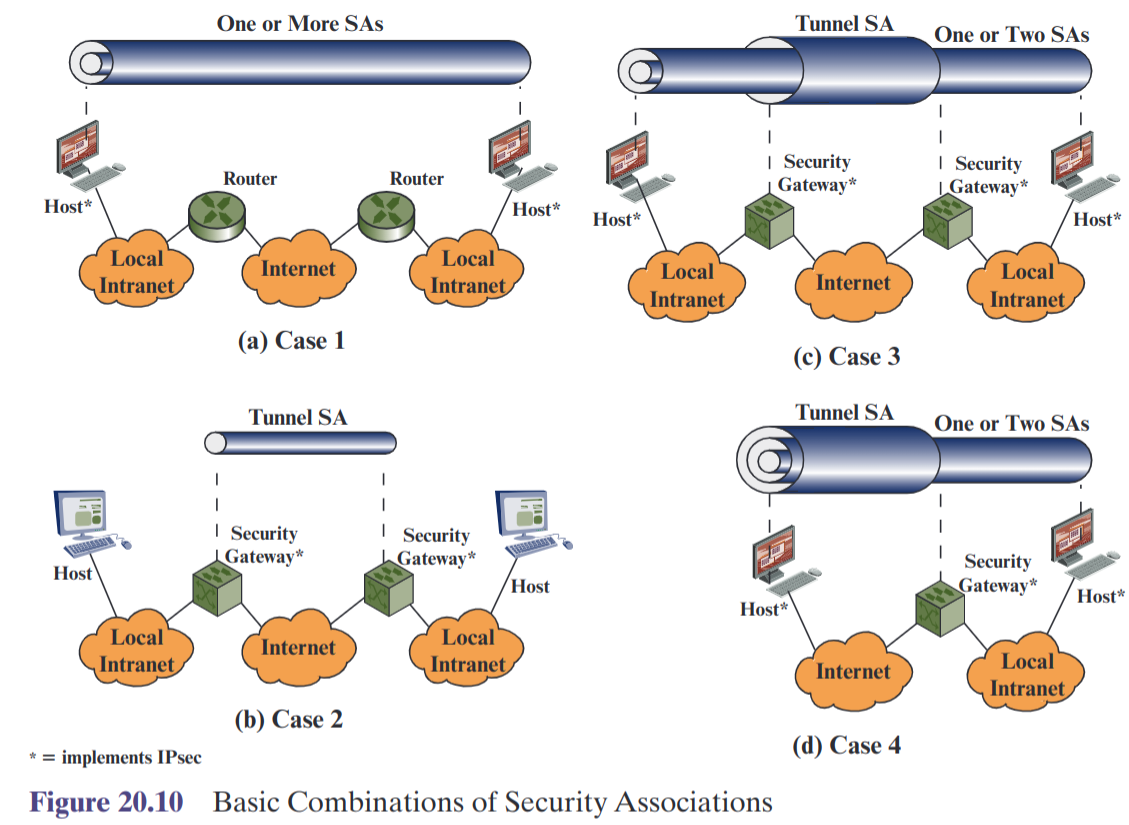 One or More SAs
Host*
Router
Router
Host*
Local
Intranet
Internet
Local
Intranet
(a) Case 1
Tunnel SA
One or Two SAs
Host*
Security
Gateway*
Security
Gateway*
Host*
Local
Intranet
Internet
Local
Intranet
(c) Case 3
Tunnel SA
Host
Security
Gateway*
Security
Gateway*
Host
Local
Intranet
Internet
Local
Intranet
(b) Case 2
Tunnel SA
One or Two SAs
Host*
Security
Gateway*
Host*
Internet
Local
Intranet
(d) Case 4
* = implements IPsec
Figure 20.10 Basic Combinations of Security Associations